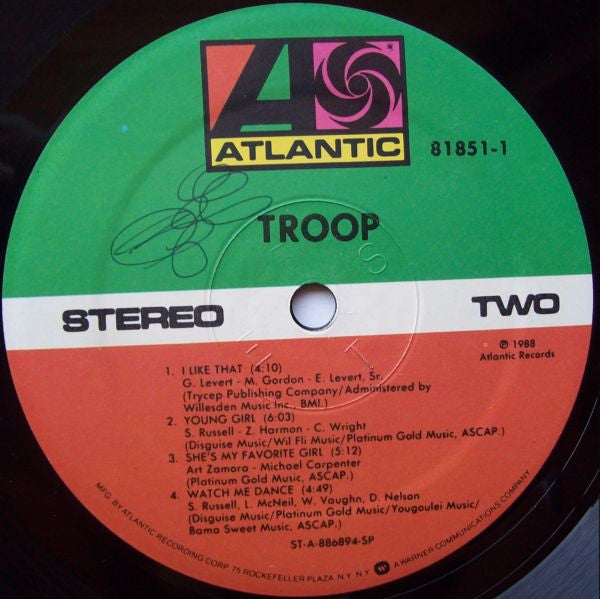 ATLANTIC
81851-1
TROOP
STEREO
TWO
℗ 1988
Atlantic Records
1. I LIKE THAT (4:10)
G. Levert - M. Gordon - E. Levert, Sr.
(Trycep Publishing Company/Administered by
Willesden Music Inc., BMI.)
2. YOUNG GIRL (6:03)
S. Russell - Z. Harmon - C. Wright
(Disguise Music/Wil Fli Music/Platinum Gold Music, ASCAP.)
3. SHE'S MY FAVORITE GIRL (5:12)
Art Zamora - Michael Carpenter
(Platinum Gold Music, ASCAP.)
4. WATCH ME DANCE (4:49)
S. Russell, L. McNeil, W. Vaughn, D. Nelson
(Disguise Music/Platinum Gold Music/Yougoulei Music/
Bama Sweet Music, ASCAP.)
ST-A-886894-SP
MFG. BY ATLANTIC RECORDING CORP. 75 ROCKEFELLER PLAZA, N.Y. N.Y. A WARNER COMMUNICATIONS COMPANY